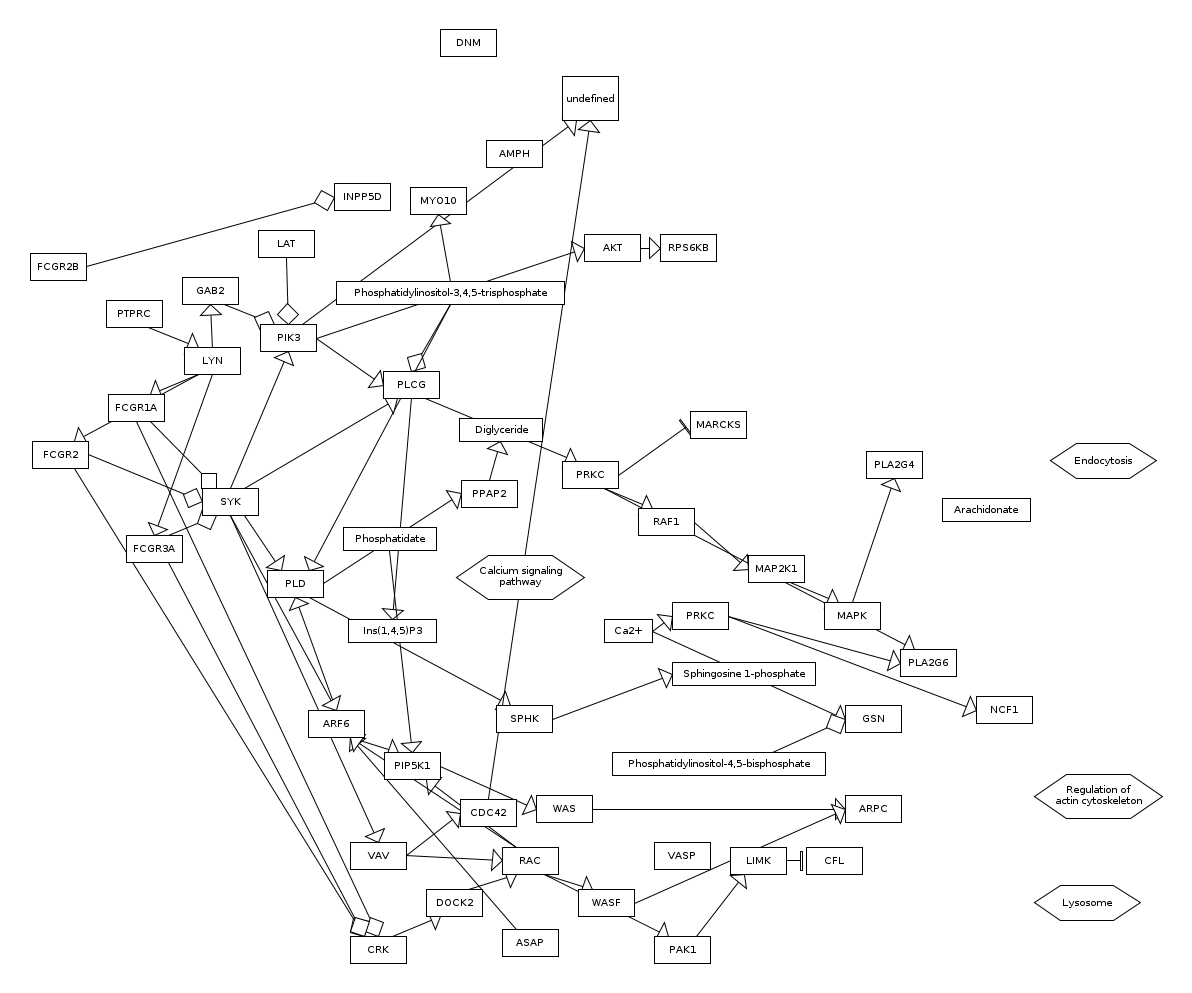 DNM
undefined
AMPH
INPP5D
MYO10
LAT
AKT
RPS6KB
FCGR2B
GAB2
Phosphatidylinositol-3,4,5-trisphosphate
PTPRC
PIK3
LYN
PLCG
FCGR1A
MARCKS
Diglyceride
FCGR2
Endocytosis
PLA2G4
PRKC
PPAP2
SYK
Arachidonate
RAF1
Phosphatidate
FCGR3A
MAP2K1
Calcium signaling
pathway
PLD
MAPK
PRKC
Ins(1,4,5)P3
Ca2+
PLA2G6
Sphingosine 1-phosphate
NCF1
SPHK
GSN
ARF6
PIP5K1
Phosphatidylinositol-4,5-bisphosphate
Regulation of
actin cytoskeleton
CDC42
WAS
ARPC
VAV
RAC
VASP
LIMK
CFL
DOCK2
WASF
Lysosome
ASAP
CRK
PAK1